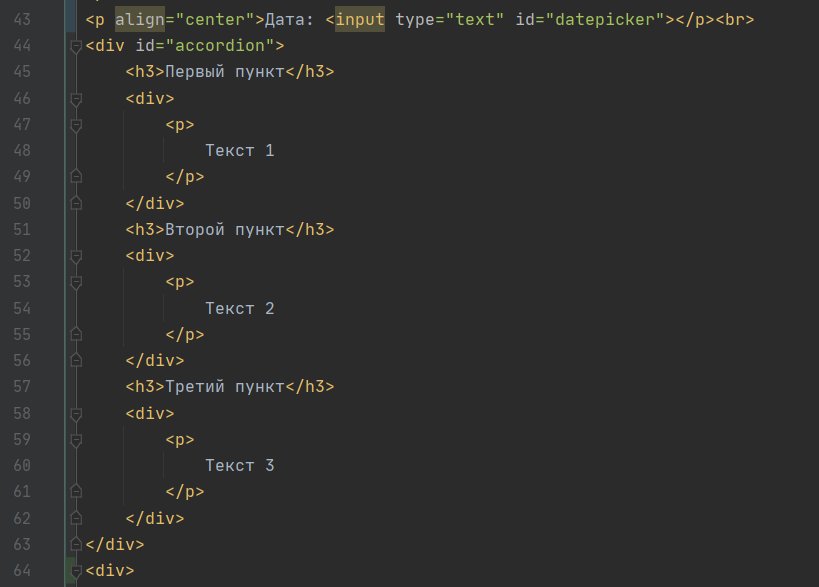 43 <p align="center">Дата: <input type="text" id="datepicker"></p><br>
44 <div id="accordion">
45     <h3>Первый пункт</h3>
46     <div>
47         <p>
48             Текст 1
49         </p>
50     </div>
51     <h3>Второй пункт</h3>
52     <div>
53         <p>
54             Текст 2
55         </p>
56     </div>
57     <h3>Третий пункт</h3>
58     <div>
59         <p>
60             Текст 3
61         </p>
62     </div>
63 </div>
64 <div>